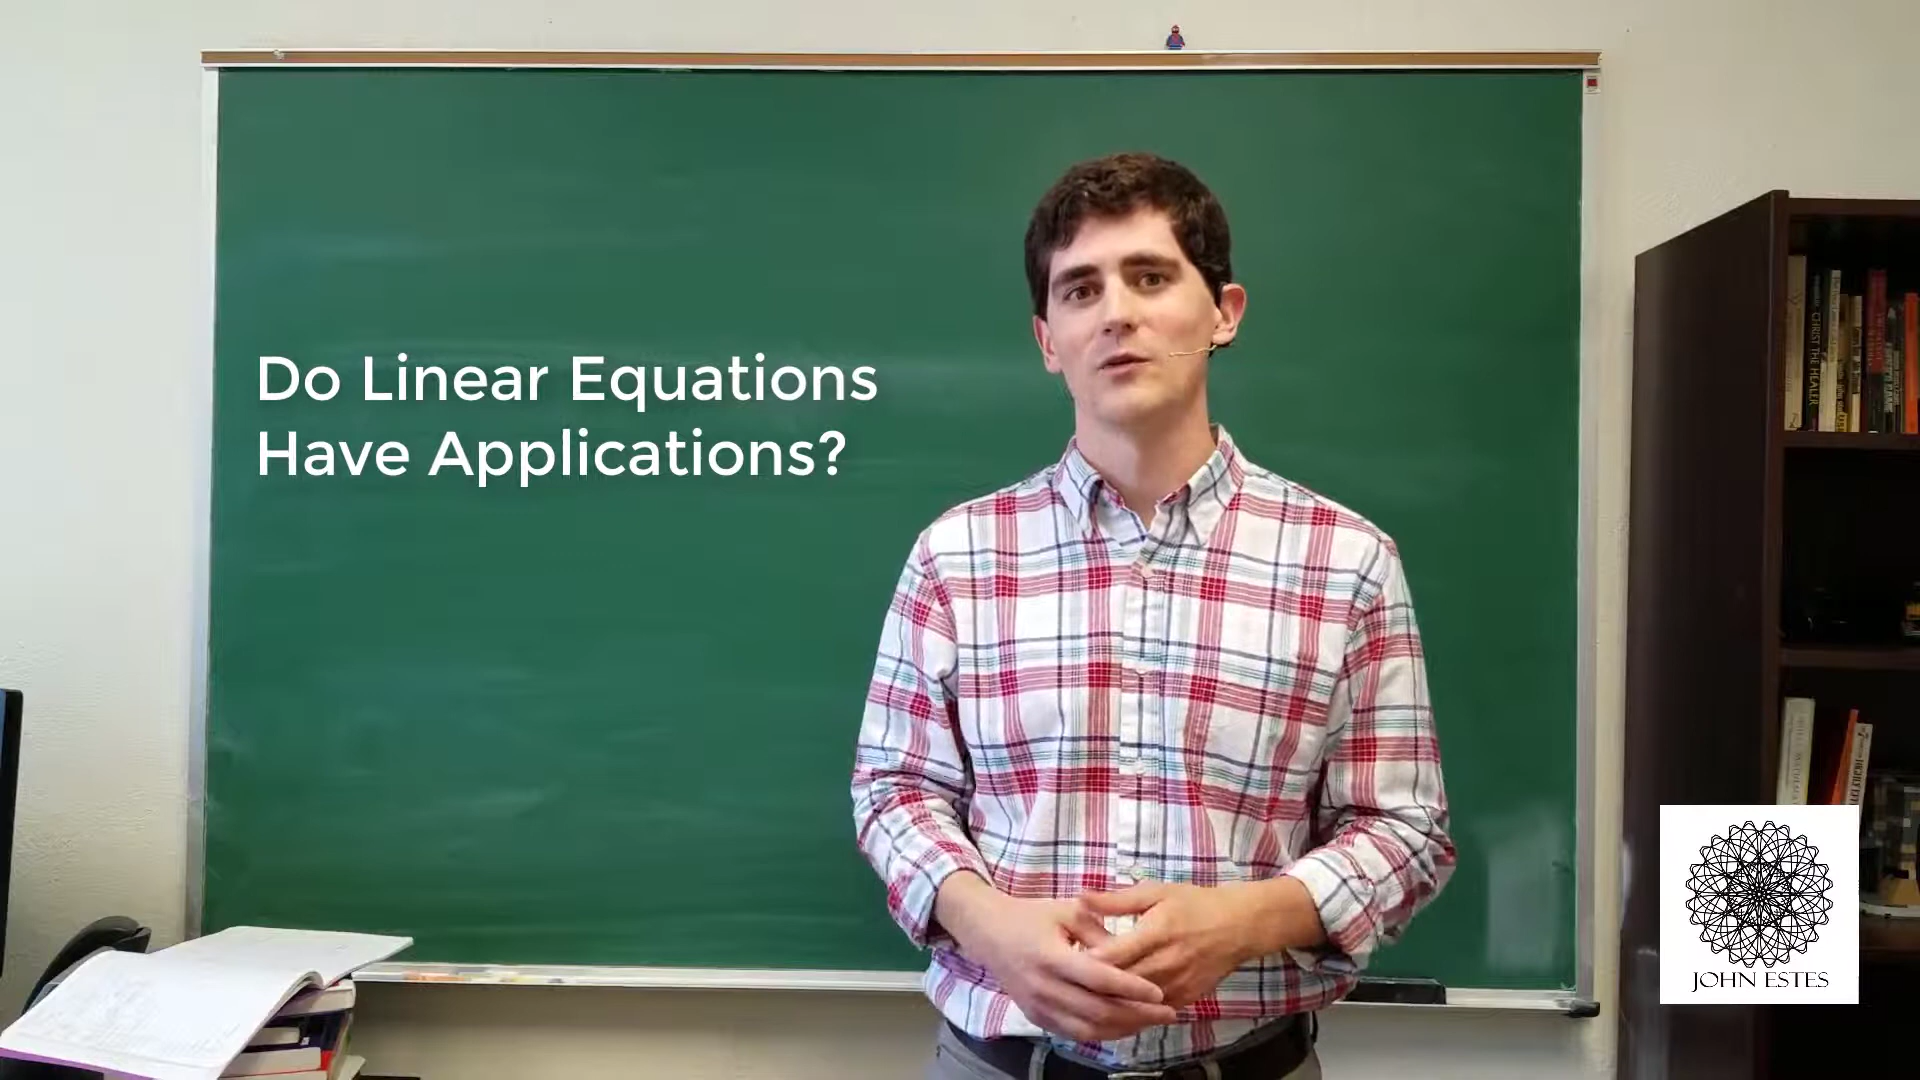 Do Linear Equations
Have Applications?
CHRIST THE HEALER
JOHN ESTES